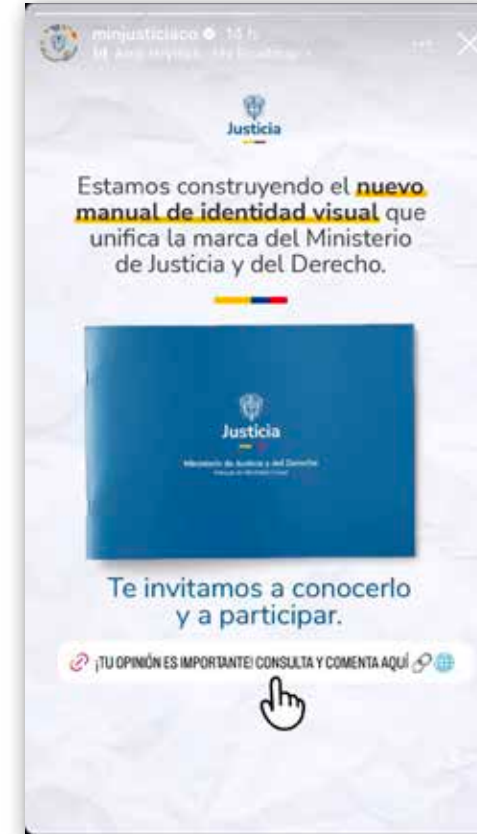 minjusticiaco 14 h
Justicia
Estamos construyendo el nuevo
manual de identidad visual que
unifica la marca del Ministerio
de Justicia y del Derecho.
Justicia
Ministerio de Justicia y del Derecho
Te invitamos a conocerlo
y a participar.
¡TU OPINIÓN ES IMPORTANTE! CONSULTA Y COMENTA AQUÍ